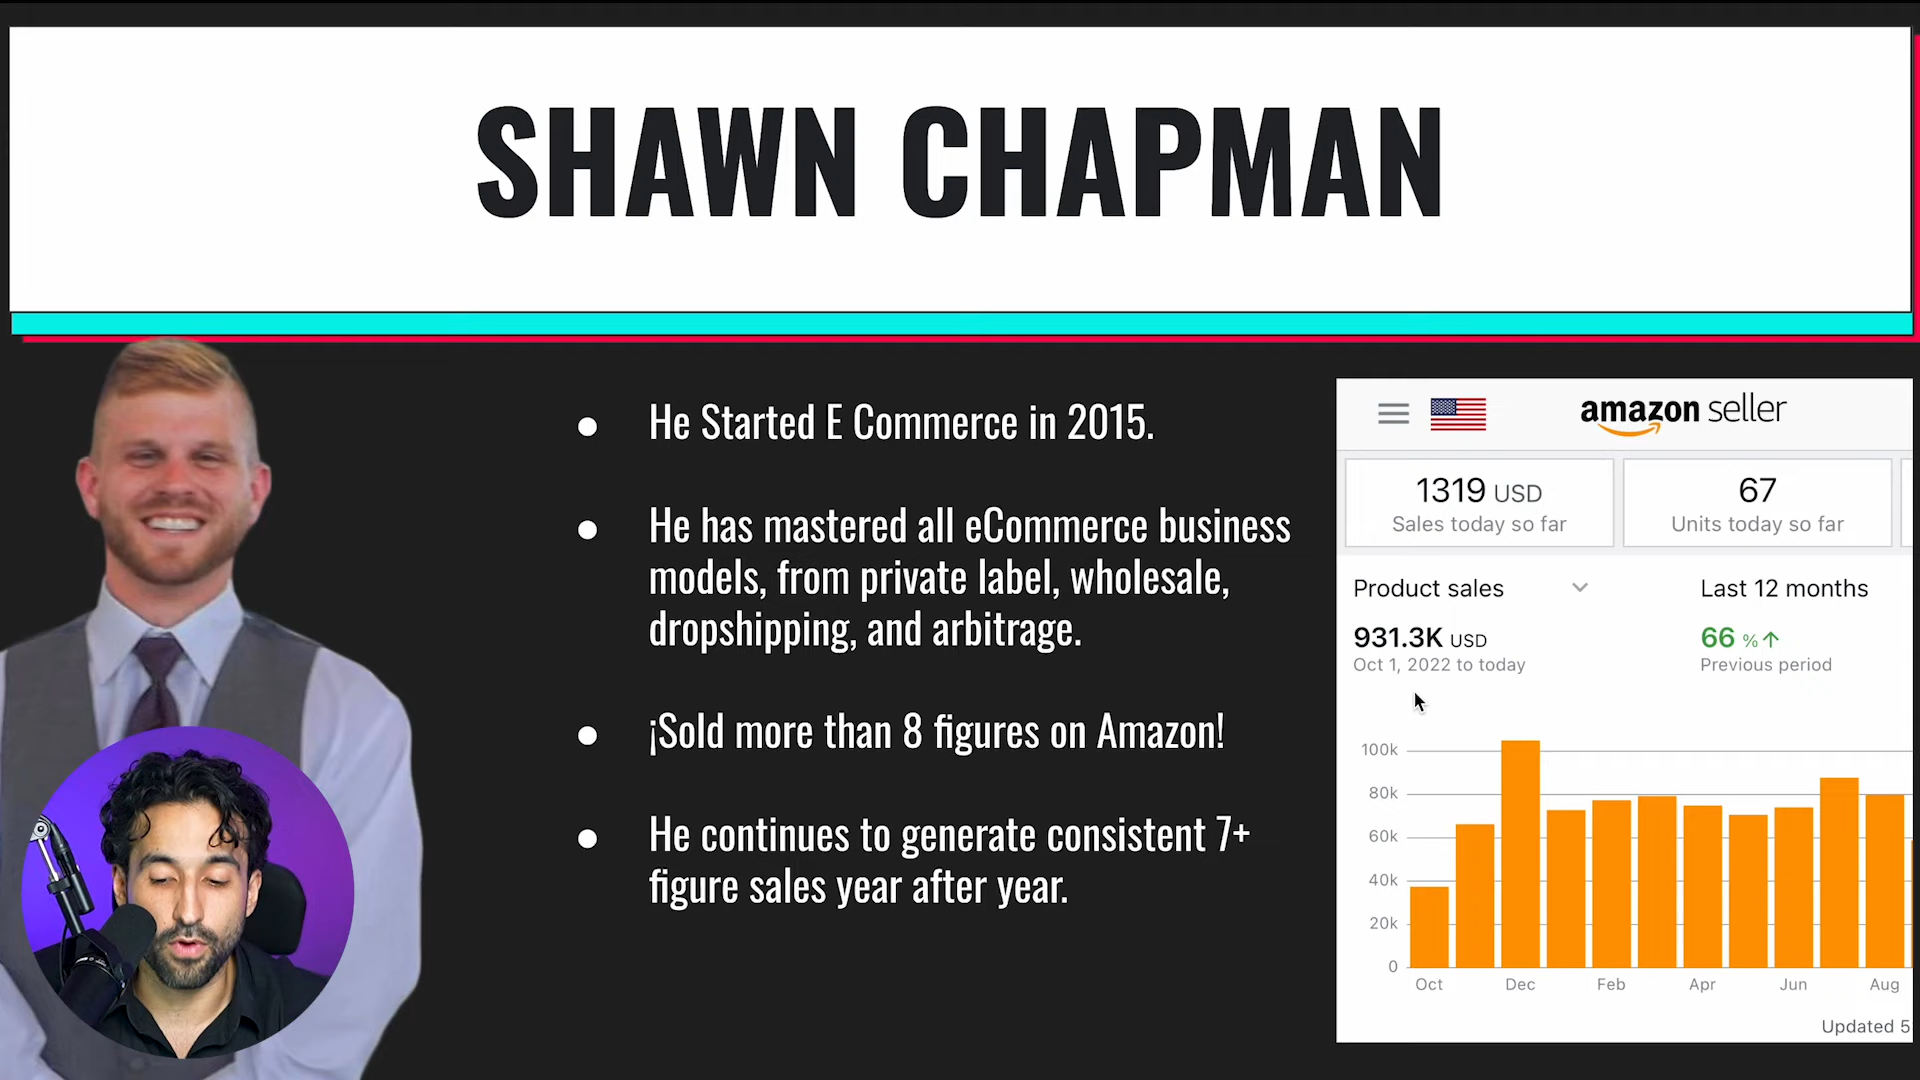 SHAWN CHAPMAN
● He Started E Commerce in 2015.
● He has mastered all eCommerce business
models, from private label, wholesale,
dropshipping, and arbitrage.
● ¡Sold more than 8 figures on Amazon!
● He continues to generate consistent 7+
figure sales year after year.
amazon seller
1319 USD
Sales today so far
67
Units today so far
Product sales
Last 12 months
931.3K USD
Oct 1, 2022 to today
66 % ↑
Previous period
100k
80k
60k
40k
20k
0
Oct Dec Feb Apr Jun Aug
Updated 5